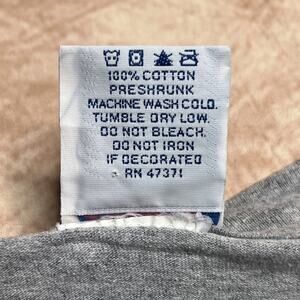 100% COTTON
PRESHRUNK
MACHINE WASH COLD.
TUMBLE DRY LOW.
DO NOT BLEACH.
DO NOT IRON
IF DECORATED
RN 47371